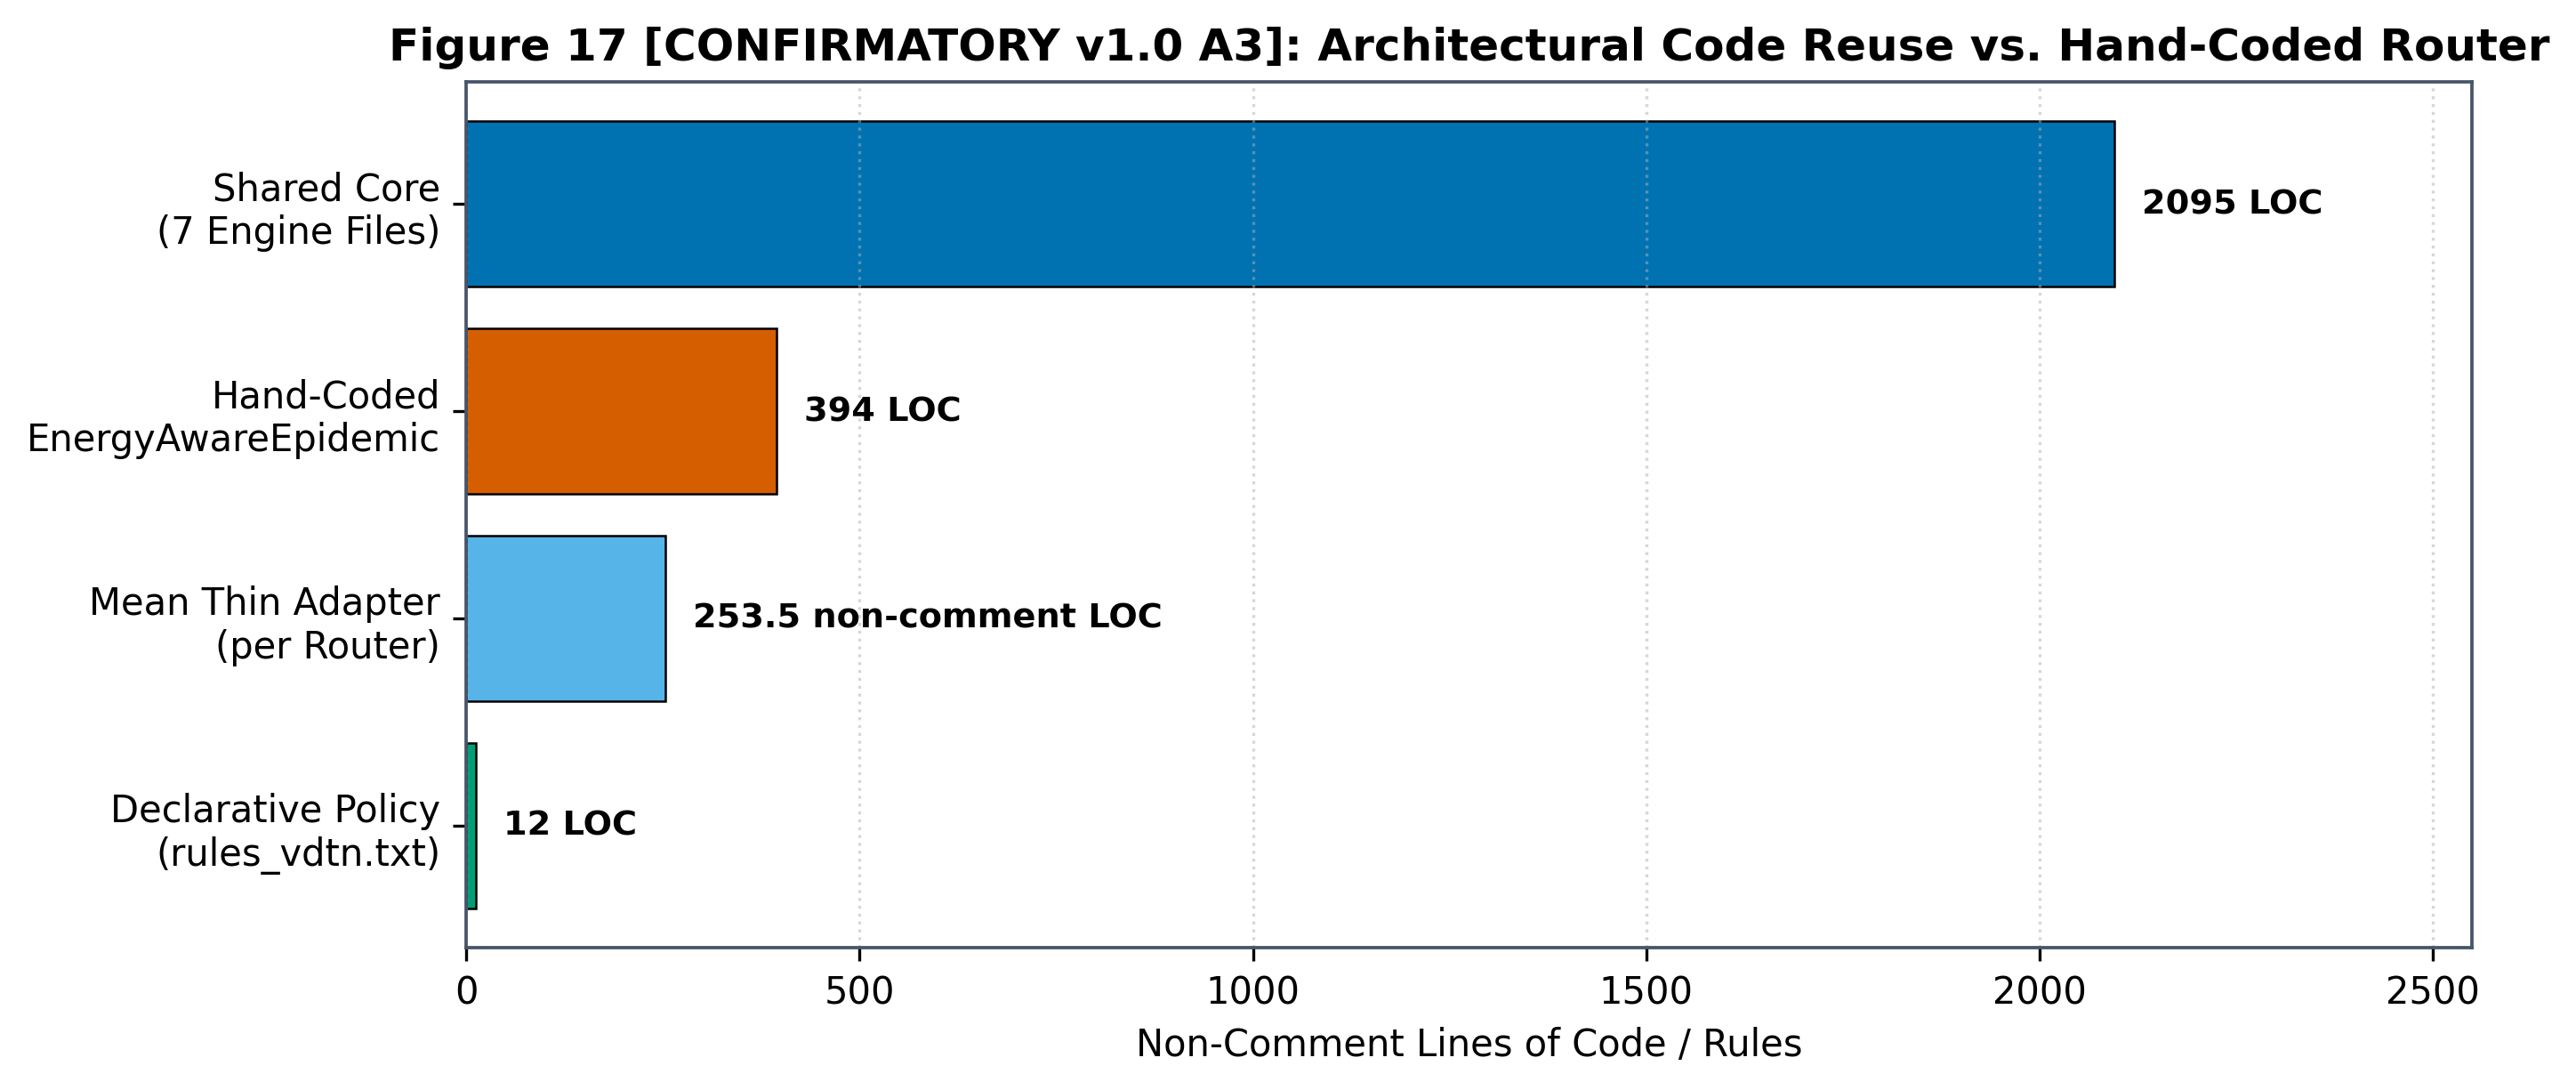 Figure 17 [CONFIRMATORY v1.0 A3]: Architectural Code Reuse vs. Hand-Coded Router
Shared Core
(7 Engine Files)
2095 LOC
Hand-Coded
EnergyAwareEpidemic
394 LOC
Mean Thin Adapter
(per Router)
253.5 non-comment LOC
Declarative Policy
(rules_vdtn.txt)
12 LOC
0 500 1000 1500 2000 2500
Non-Comment Lines of Code / Rules